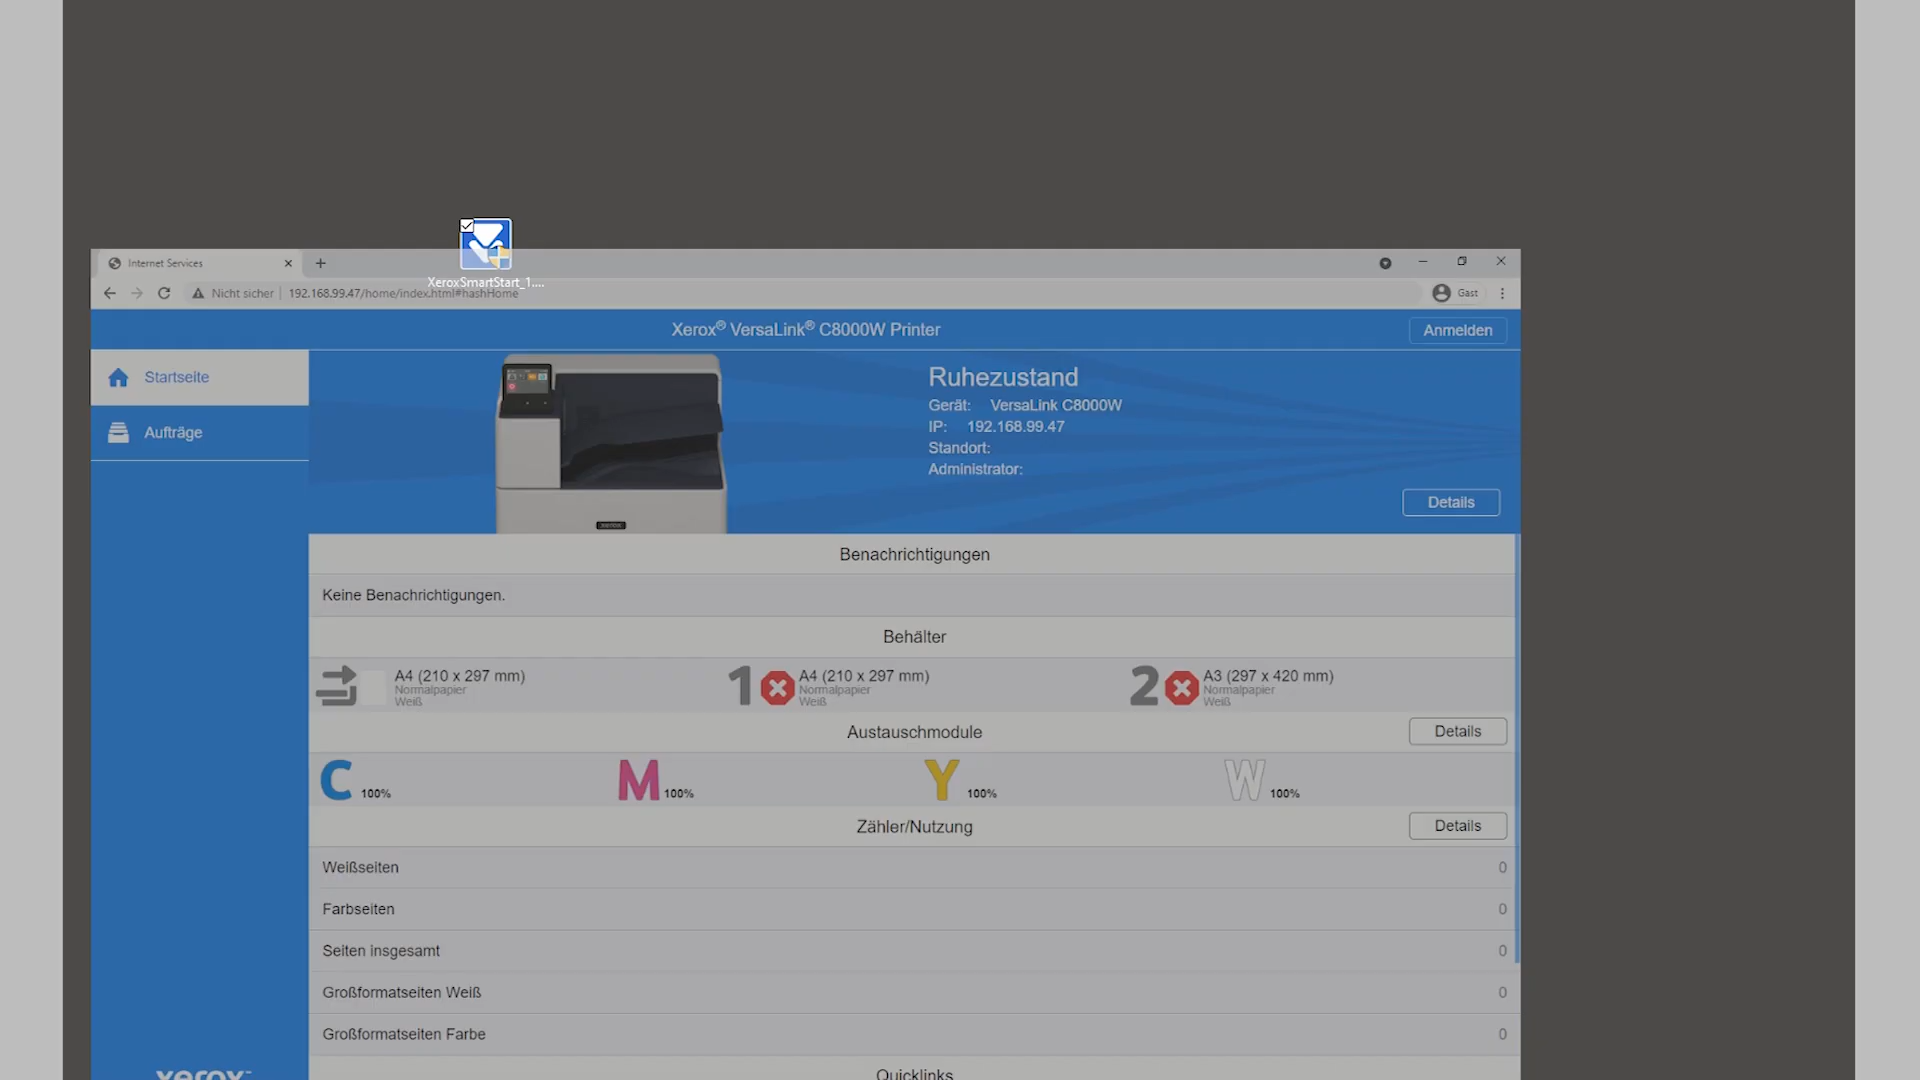 Internet Services
XeroxSmartStart_1....
Nicht sicher
192.168.99.47/home/index.html#hashHome
Gast
Xerox® VersaLink® C8000W Printer
Anmelden
Startseite
Aufträge
Ruhezustand
Gerät: VersaLink C8000W
IP: 192.168.99.47
Standort:
Administrator:
Details
Benachrichtigungen
Keine Benachrichtigungen.
Behälter
A4 (210 x 297 mm)
Normalpapier
Weiß
1
A4 (210 x 297 mm)
Normalpapier
Weiß
2
A3 (297 x 420 mm)
Normalpapier
Weiß
Austauschmodule
Details
C 100%
M 100%
Y 100%
W 100%
Zähler/Nutzung
Details
Weißseiten 0
Farbseiten 0
Seiten insgesamt 0
Großformatseiten Weiß 0
Großformatseiten Farbe 0
xerox™
Quicklinks